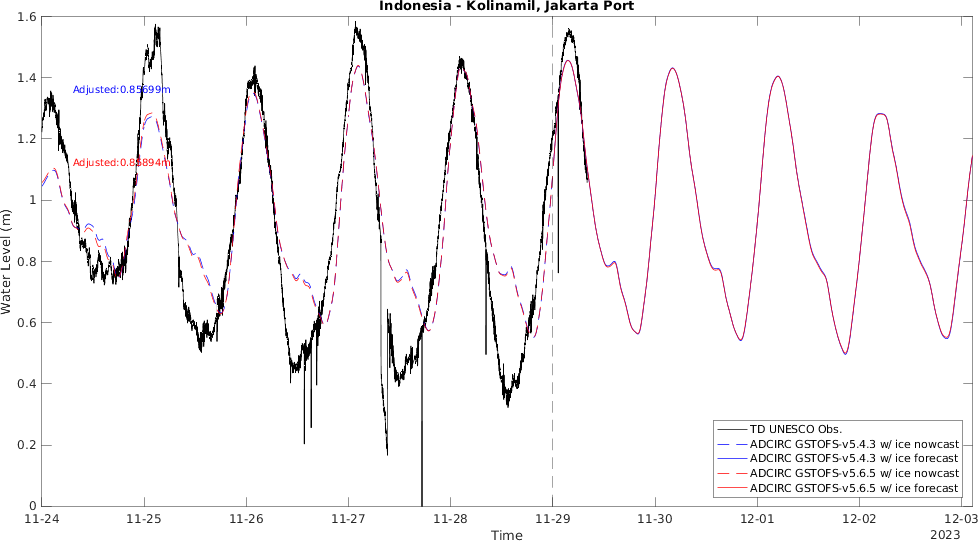 Indonesia - Kolinamil, Jakarta Port
1.6
1.4
1.2
1
0.8
0.6
0.4
0.2
0
Water Level (m)
Adjusted:0.85699m
Adjusted:0.85894m
TD UNESCO Obs.
ADCIRC GSTOFS-v5.4.3 w/ ice nowcast
ADCIRC GSTOFS-v5.4.3 w/ ice forecast
ADCIRC GSTOFS-v5.6.5 w/ ice nowcast
ADCIRC GSTOFS-v5.6.5 w/ ice forecast
11-24 11-25 11-26 11-27 11-28 11-29 11-30 12-01 12-02 12-03
Time
2023